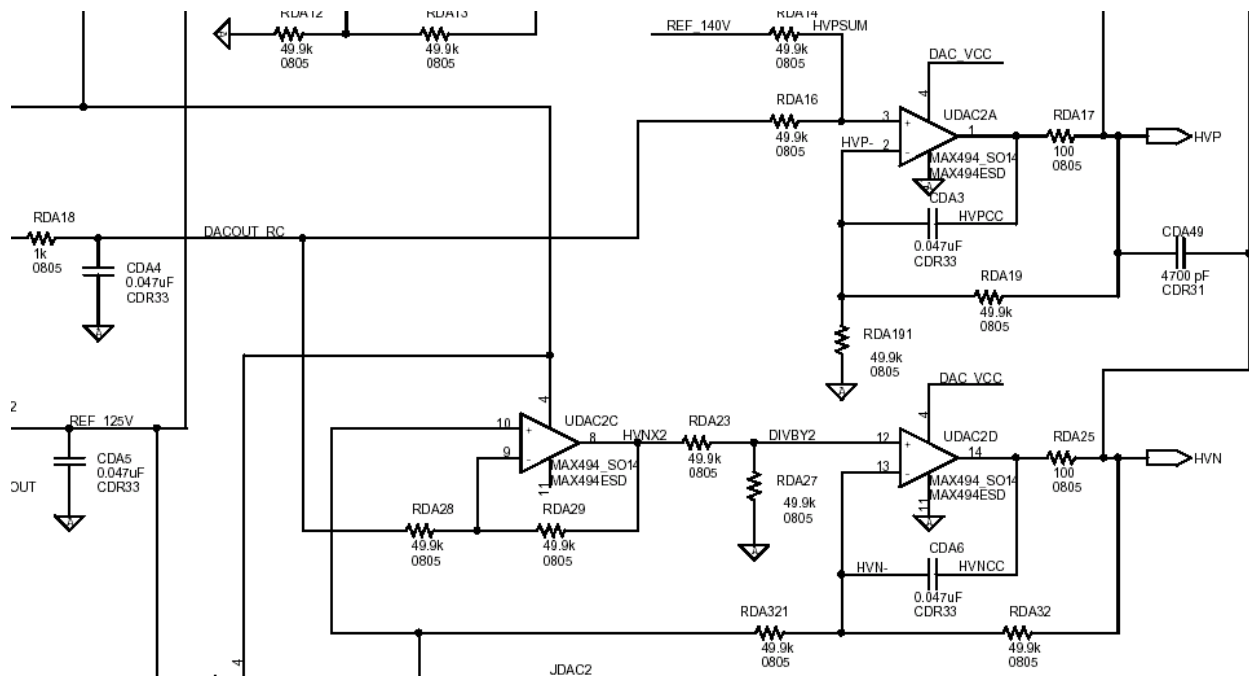 RDA12
RDA13
RDA14
49.9k
0805
49.9k
0805
REF_140V
HVPSUM
49.9k
0805
DAC_VCC
4
RDA16
49.9k
0805
3
+
UDAC2A
1
HVP-
2
-
MAX494_SO14
MAX494ESD
A
RDA17
100
0805
HVP
CDA3
HVPCC
0.047uF
CDR33
RDA18
1k
0805
DACOUT_RC
CDA4
0.047uF
CDR33
A
CDA49
4700 pF
CDR31
RDA19
49.9k
0805
RDA191
49.9k
0805
A
DAC_VCC
4
2
REF_125V
CDA5
0.047uF
CDR33
OUT
A
4
10
+
UDAC2C
8
HVNX2
9
-
MAX494_SO14
MAX494ESD
11
RDA23
49.9k
0805
DIVBY2
12
+
UDAC2D
14
13
-
MAX494_SO14
MAX494ESD
11
A
RDA25
100
0805
HVN
RDA27
49.9k
0805
A
RDA28
49.9k
0805
RDA29
49.9k
0805
CDA6
HVN-
HVNCC
0.047uF
CDR33
RDA321
49.9k
0805
RDA32
49.9k
0805
4
JDAC2